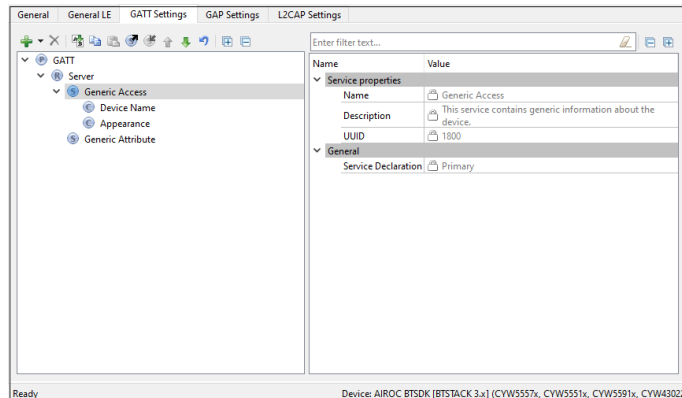 General General LE GATT Settings GAP Settings L2CAP Settings
Enter filter text...
P GATT
R Server
S Generic Access
C Device Name
C Appearance
S Generic Attribute
Name Value
Service properties
Name Generic Access
Description This service contains generic information about the
device.
UUID 1800
General
Service Declaration Primary
Ready Device: AIROC BTSDK [BTSTACK 3.x] (CYW5557x, CYW5551x, CYW5591x, CYW43022